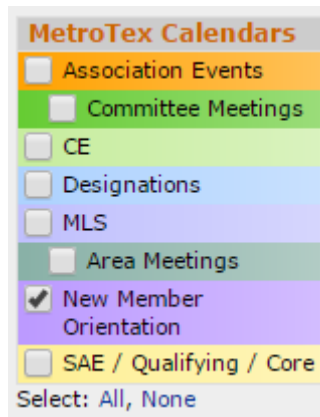 MetroTex Calendars
Association Events
Committee Meetings
CE
Designations
MLS
Area Meetings
New Member
Orientation
SAE / Qualifying / Core
Select: All, None